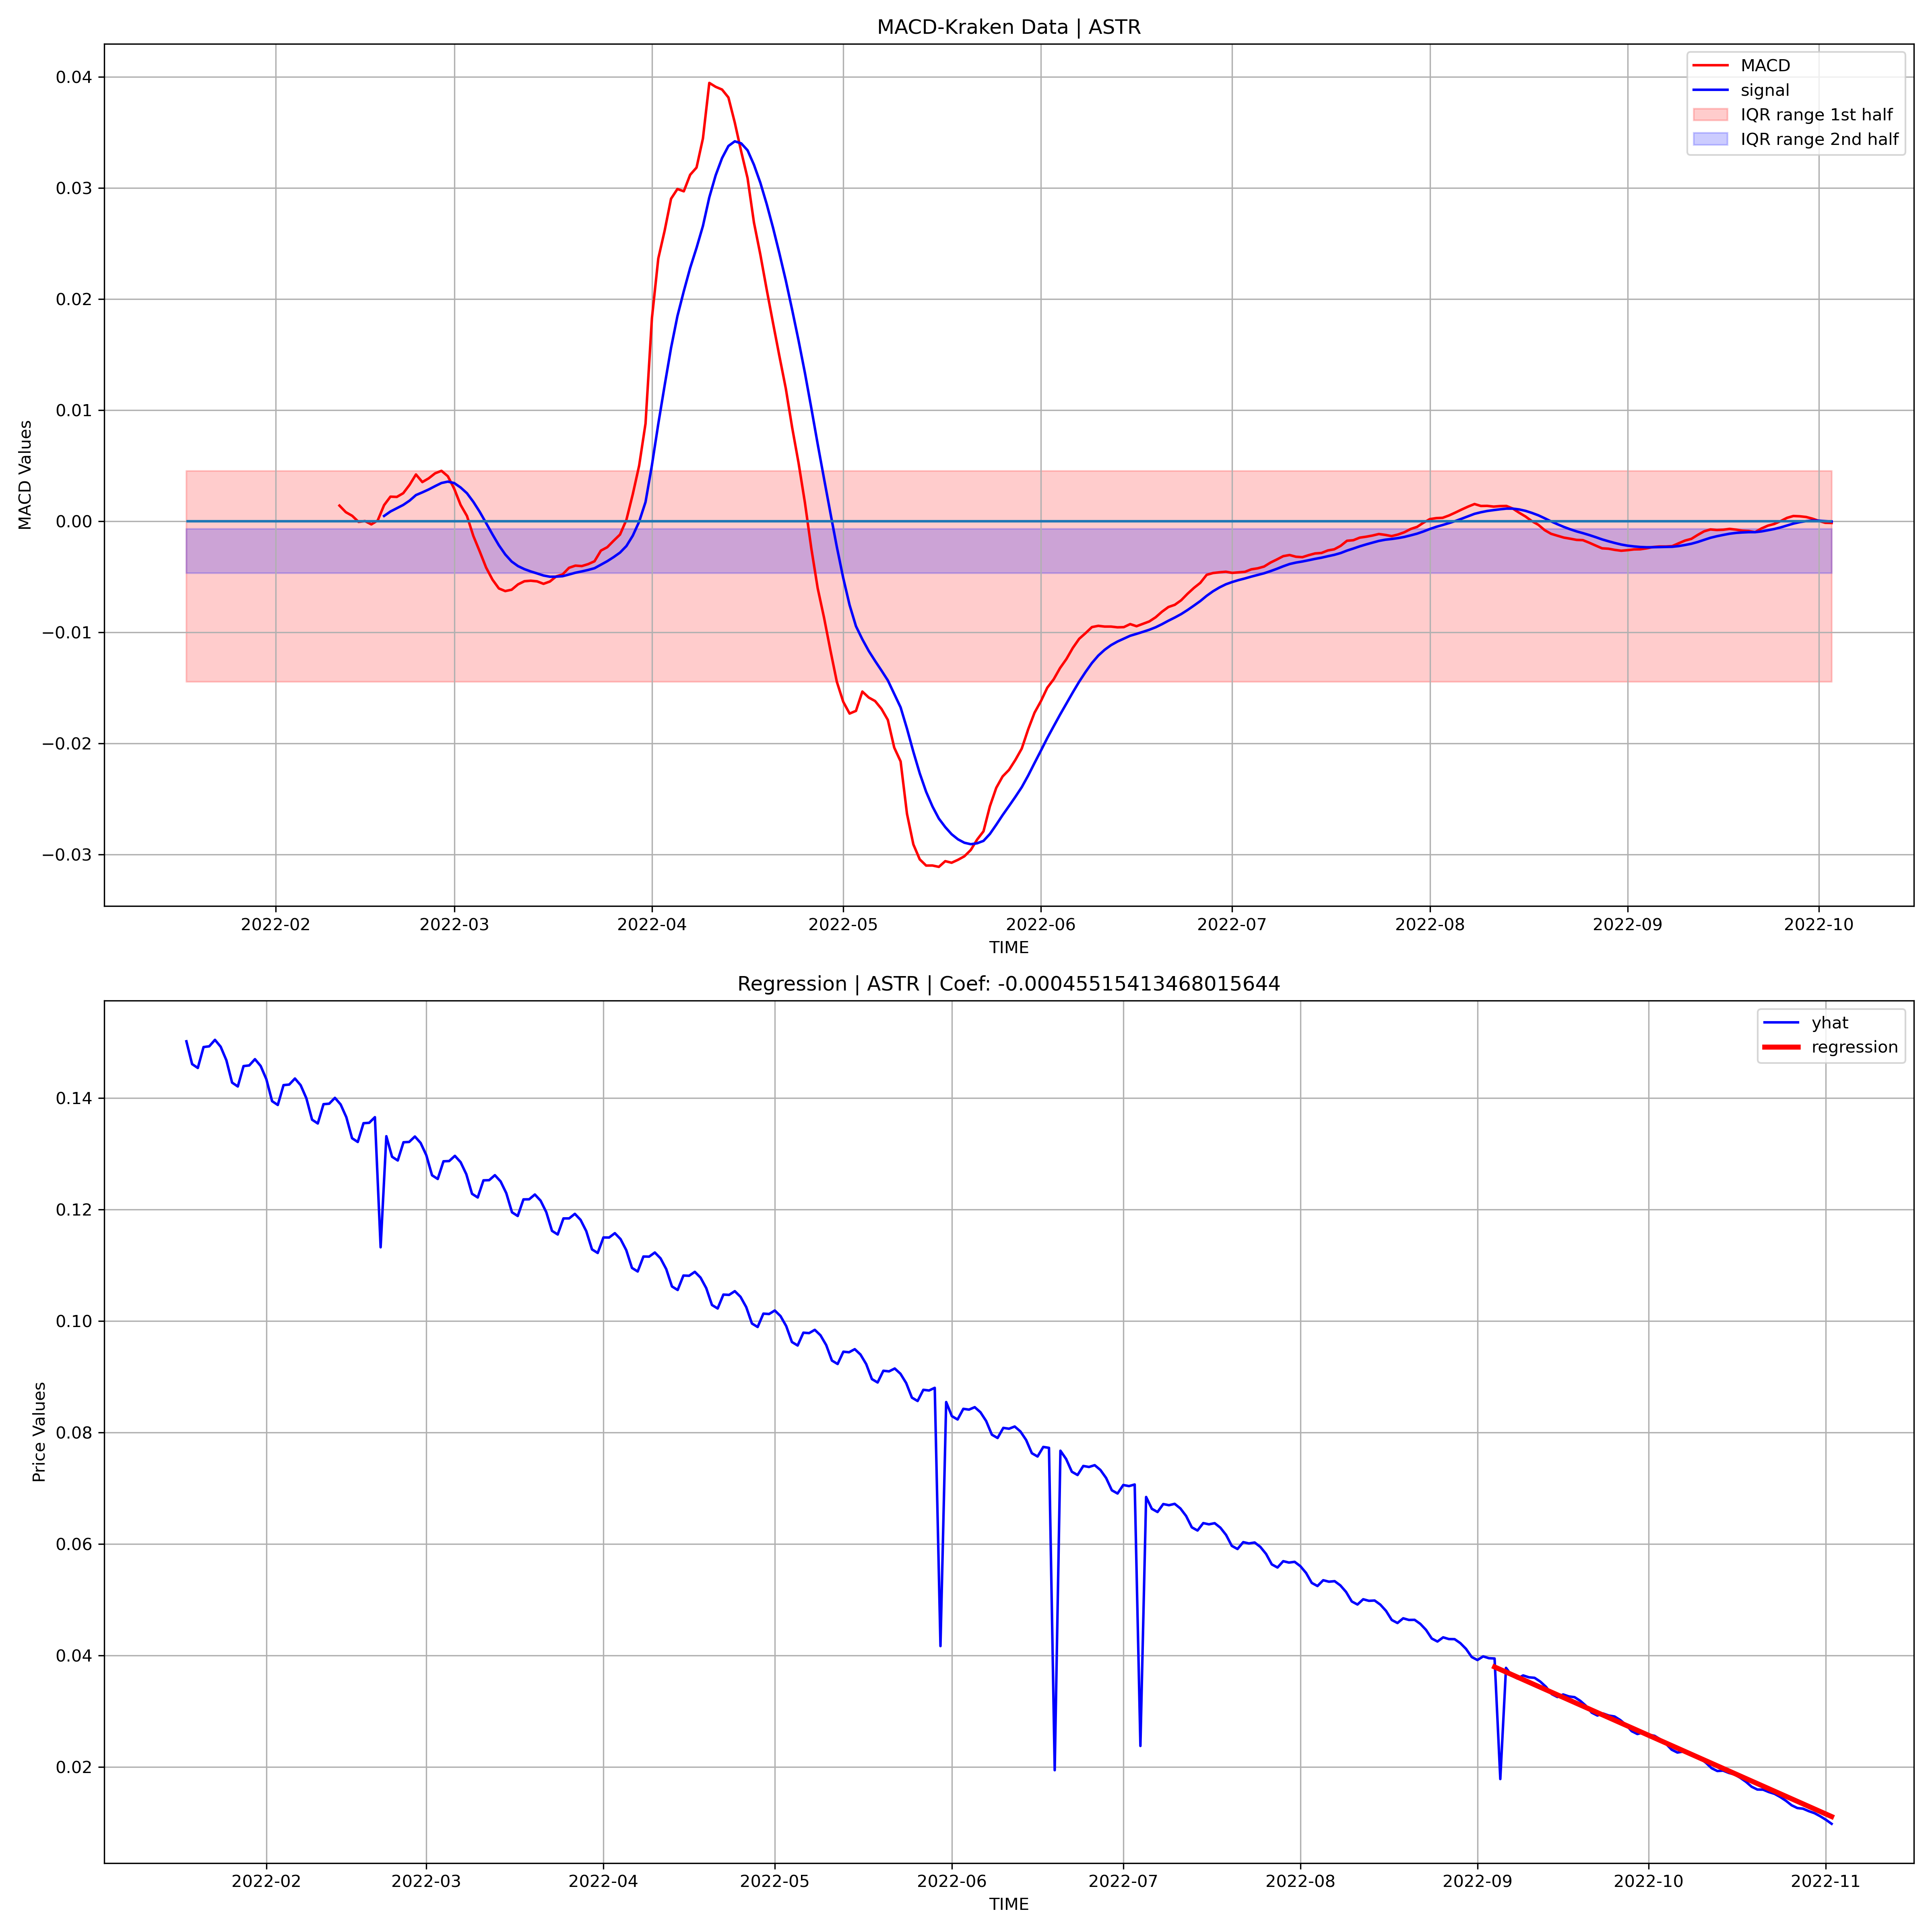 MACD-Kraken Data | ASTR
MACD
signal
IQR range 1st half
IQR range 2nd half
MACD Values
0.04
0.03
0.02
0.01
0.00
−0.01
−0.02
−0.03
2022-02 2022-03 2022-04 2022-05 2022-06 2022-07 2022-08 2022-09 2022-10
TIME
Regression | ASTR | Coef: -0.00045515413468015644
yhat
regression
Price Values
0.14
0.12
0.10
0.08
0.06
0.04
0.02
2022-02 2022-03 2022-04 2022-05 2022-06 2022-07 2022-08 2022-09 2022-10 2022-11
TIME